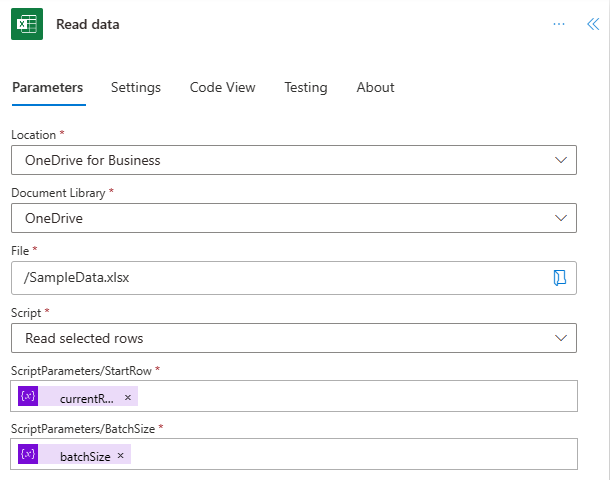 Read data
Parameters Settings Code View Testing About
Location *
OneDrive for Business
Document Library *
OneDrive
File *
/SampleData.xlsx
Script *
Read selected rows
ScriptParameters/StartRow *
{x} currentR... ×
ScriptParameters/BatchSize *
{x} batchSize ×